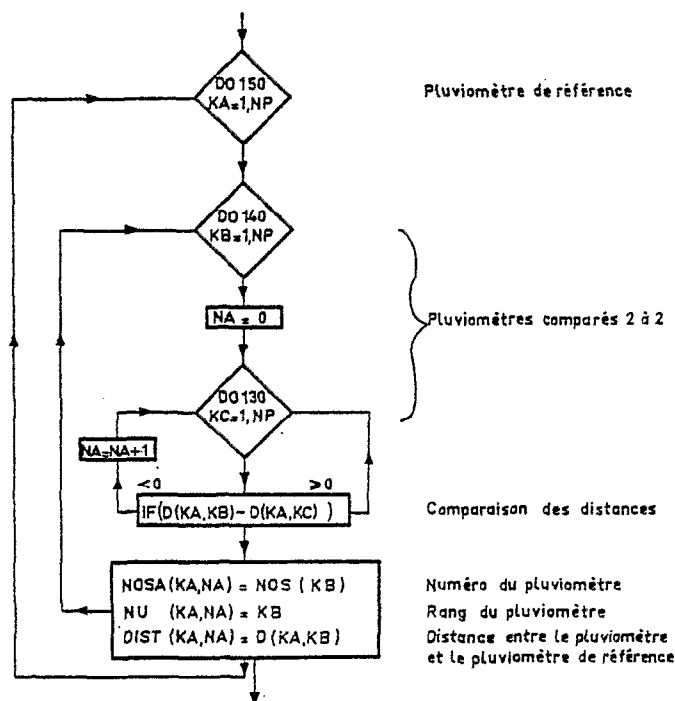 DO 150
KA=1,NP
Pluviomètre de référence
DO 140
KB=1,NP
NA = 0
Pluviomètres comparés 2 à 2
DO 130
KC=1,NP
NA=NA+1
<0
≥0
IF(D(KA,KB)-D(KA,KC) )
Comparaison des distances
NOSA(KA,NA) = NOS (KB)
Numéro du pluviomètre
NU (KA,NA) = KB
Rang du pluviomètre
DIST (KA,NA) = D(KA,KB)
Distance entre le pluviomètre
et le pluviomètre de référence